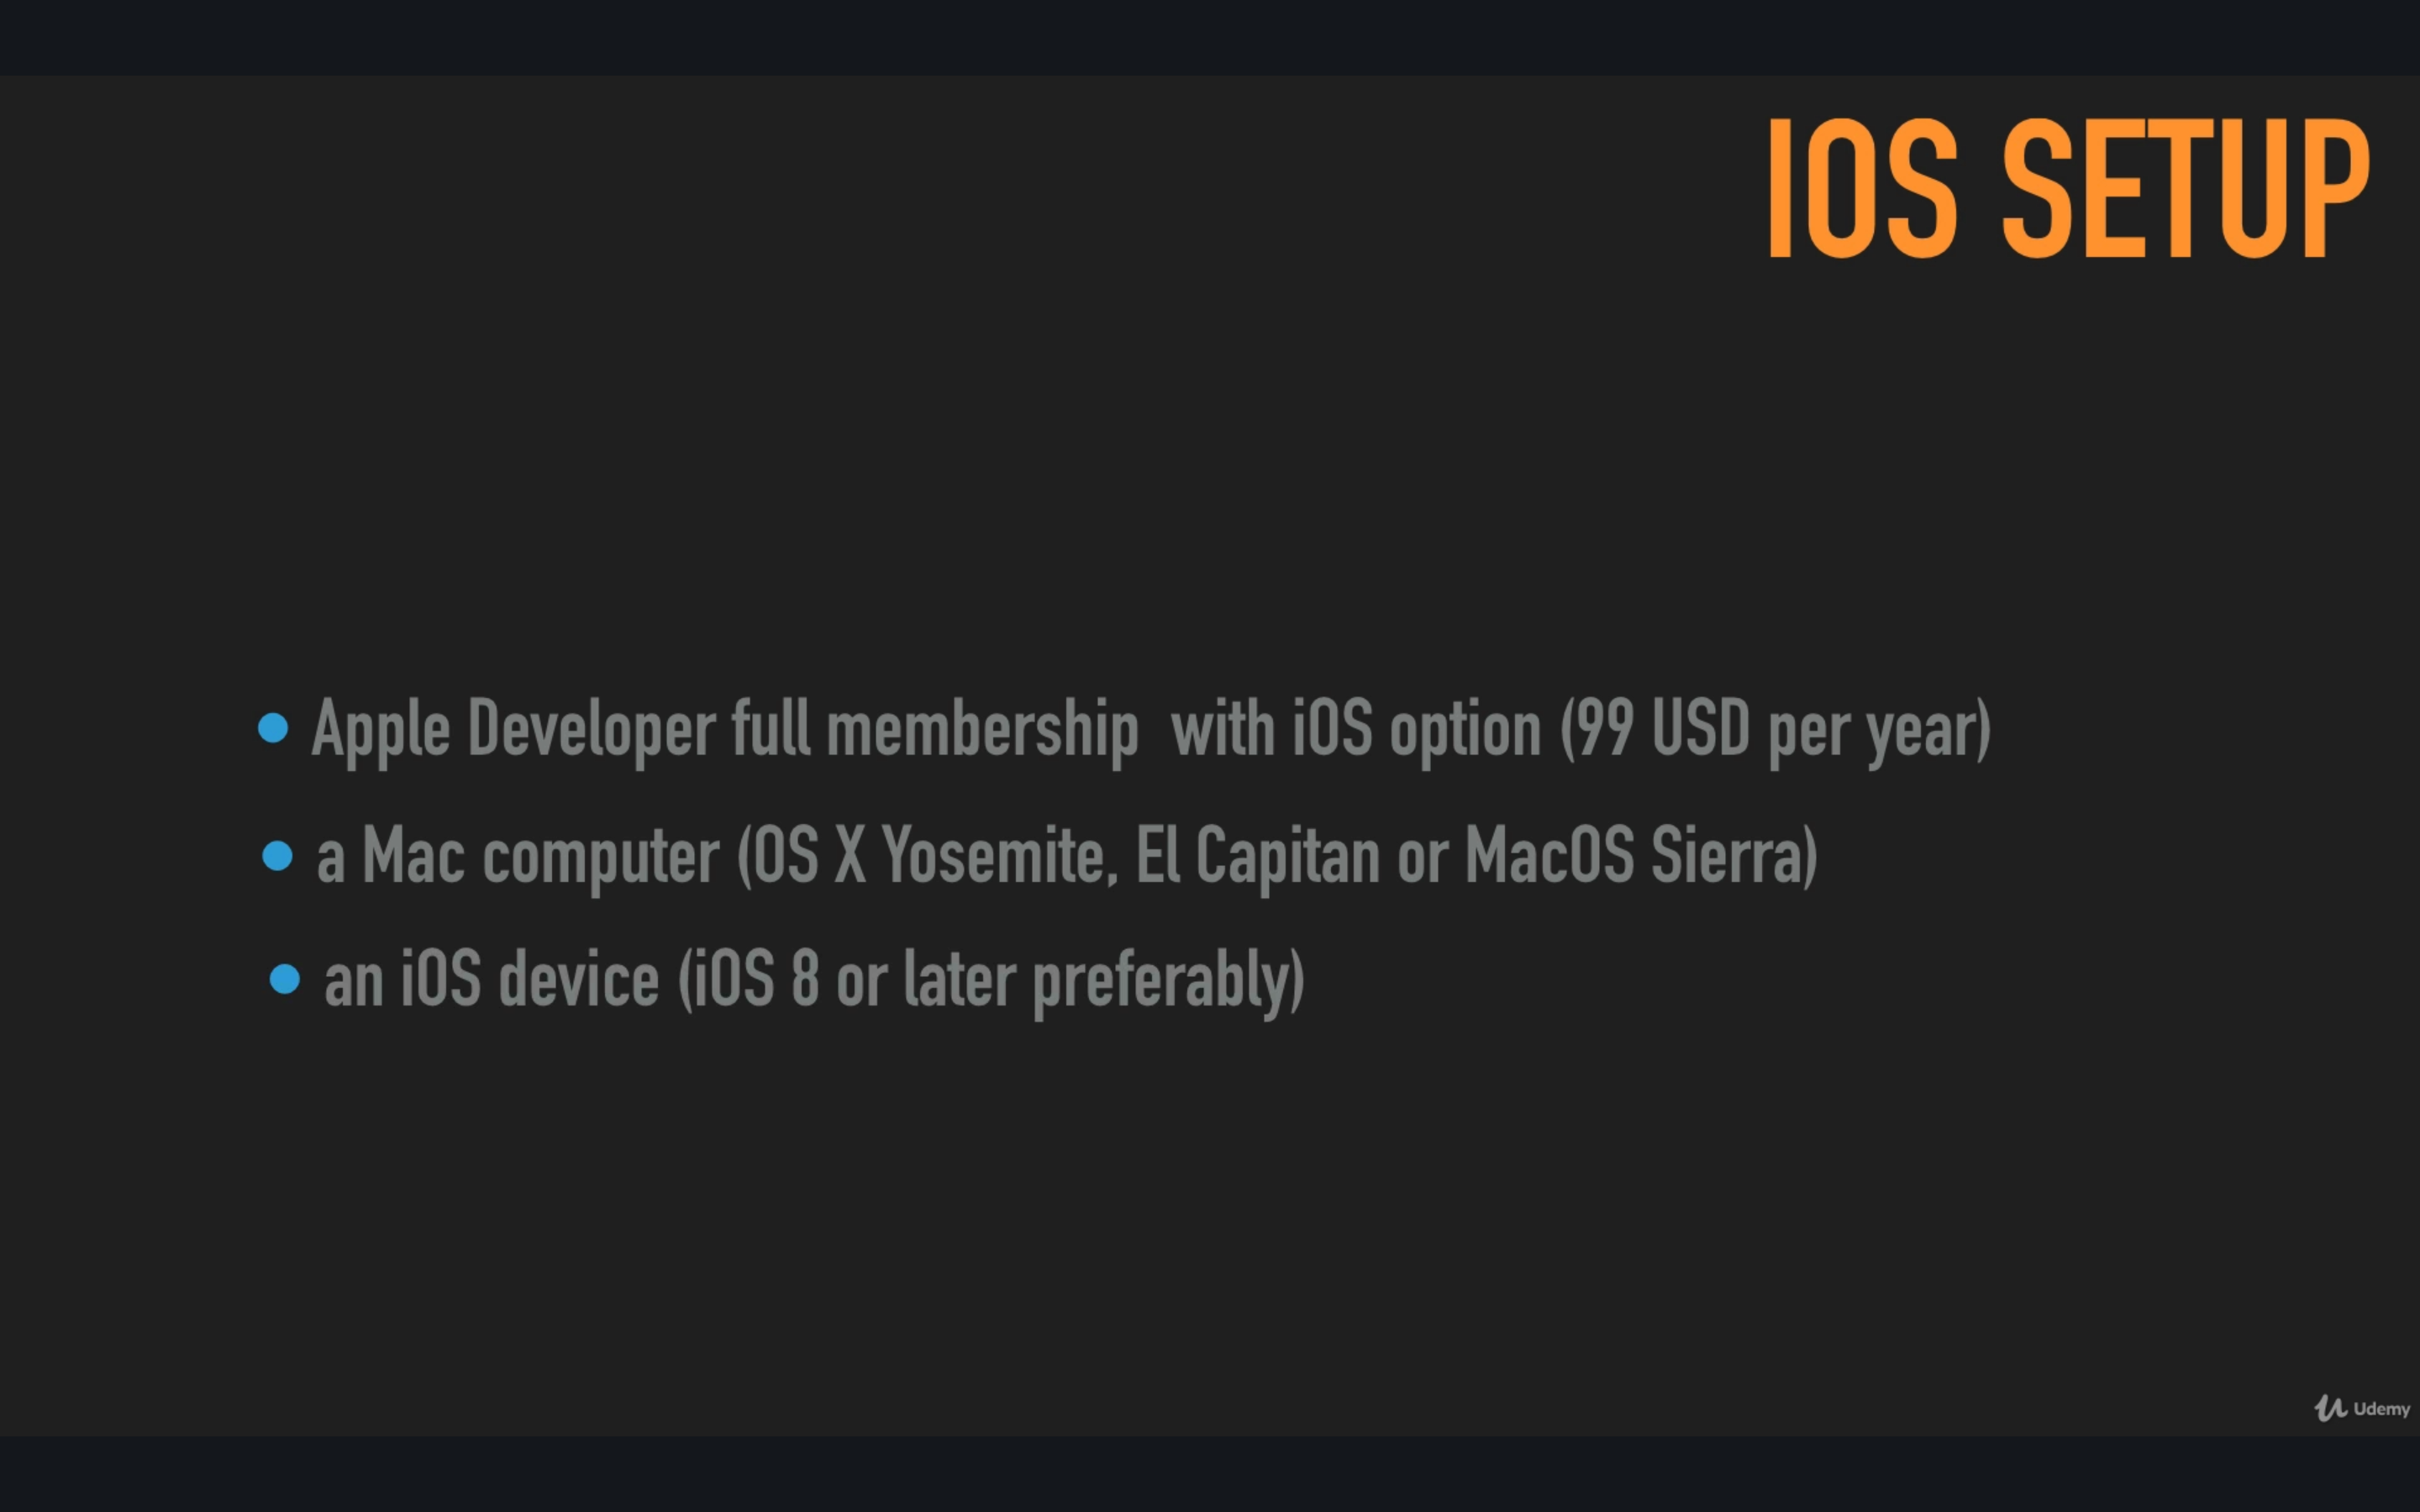 IOS SETUP
• Apple Developer full membership with iOS option (99 USD per year)
• a Mac computer (OS X Yosemite, El Capitan or MacOS Sierra)
• an iOS device (iOS 8 or later preferably)
Udemy